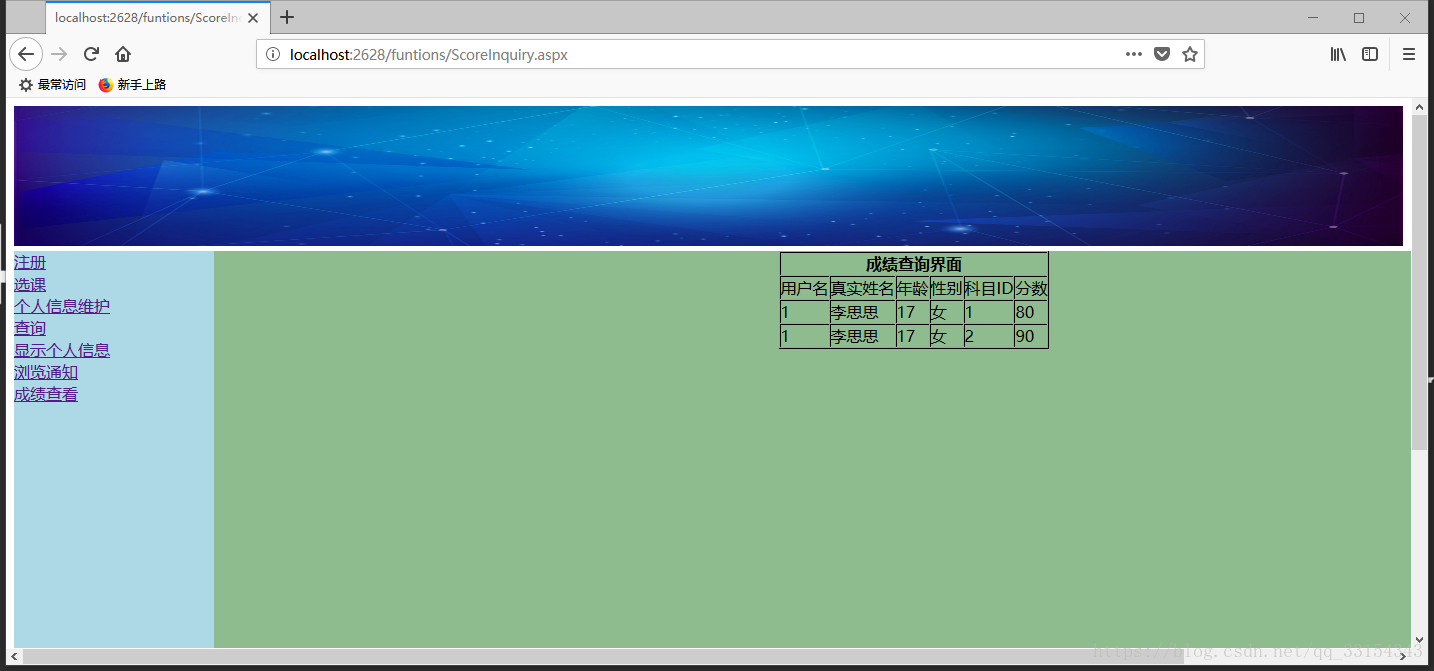 localhost:2628/funtions/ScoreInq
localhost:2628/funtions/ScoreInquiry.aspx
最常访问 新手上路
注册
选课
个人信息维护
查询
显示个人信息
浏览通知
成绩查看
成绩查询界面
用户名 真实姓名 年龄 性别 科目ID 分数
1 李思思 17 女 1 80
1 李思思 17 女 2 90
https://blog.csdn.net/qq_33154343